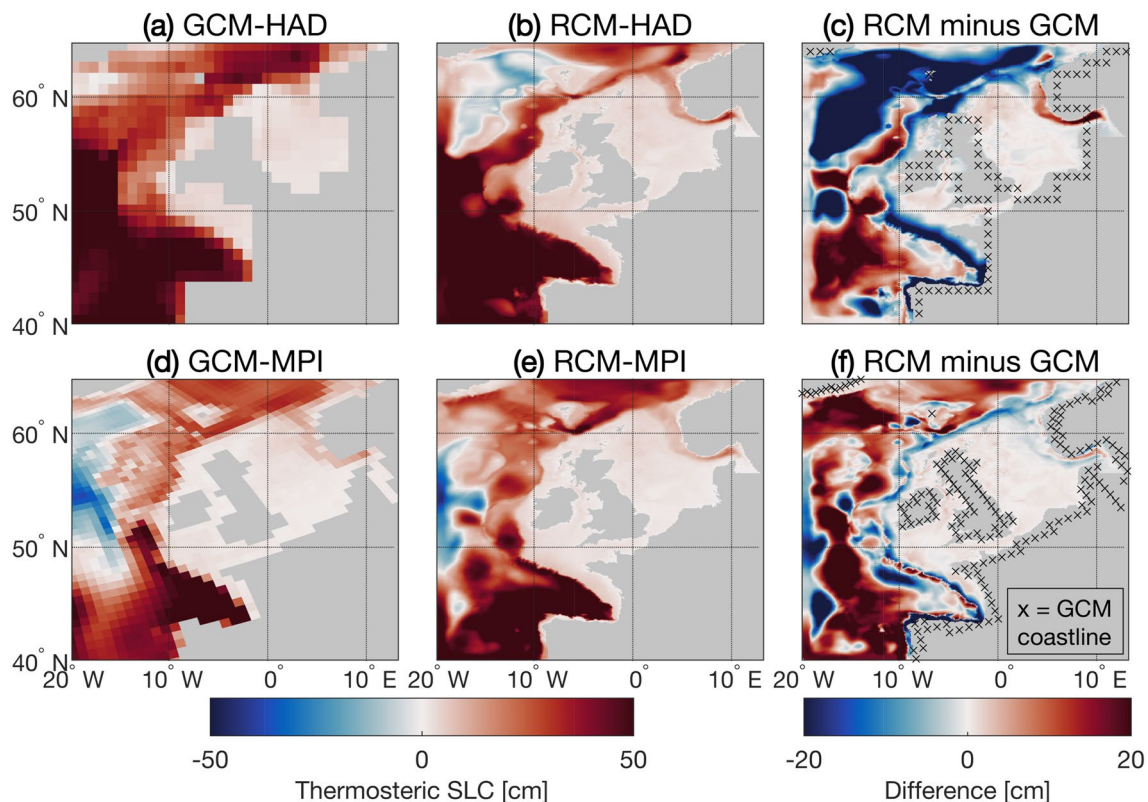 (a) GCM-HAD
(b) RCM-HAD
(c) RCM minus GCM
60° N
50°
40° N
(d) GCM-MPI
(e) RCM-MPI
(f) RCM minus GCM
60°
50°
40° N
x = GCM
coastline
20° W 10° 0° 10° E
20° W 10° 0° 10° E
20° W 10° 0° 10° E
-50 0 50
Thermosteric SLC [cm]
-20 0 20
Difference [cm]